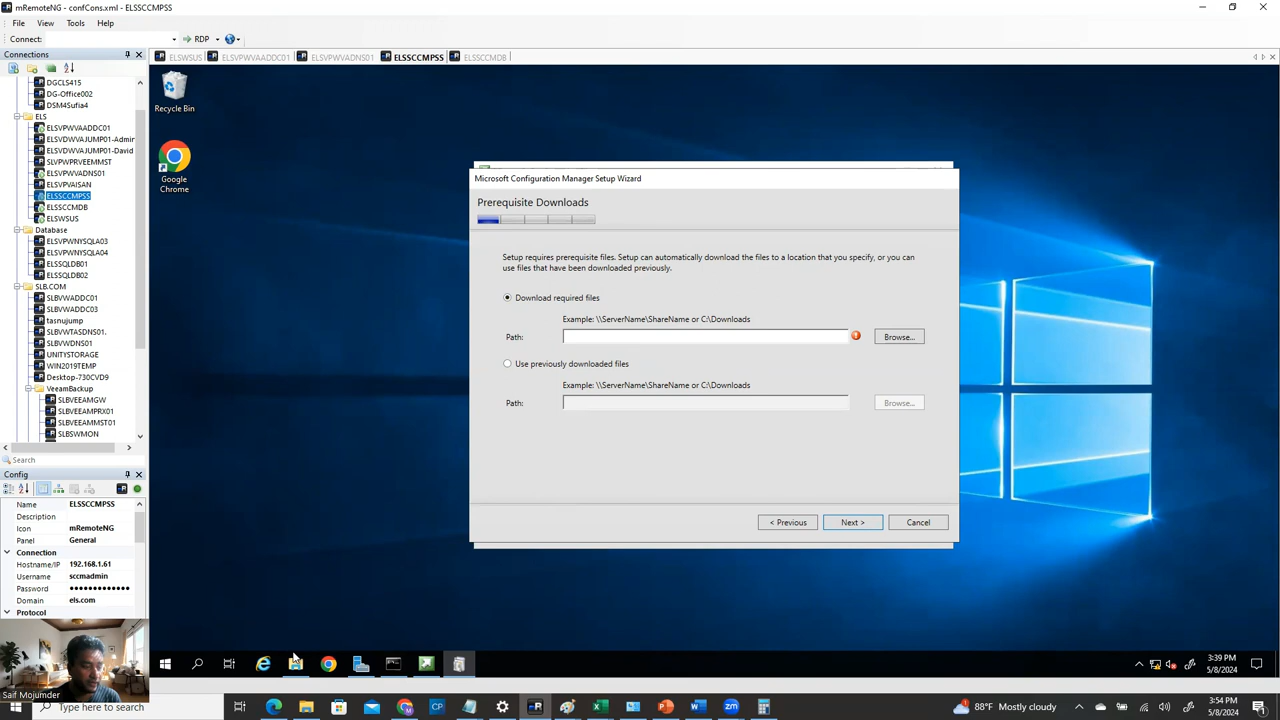 mRemoteNG - confCons.xml - ELSSCCMPSS
File View Tools Help
Connect: RDP
Connections
ELSWSUS ELSVPWVAADDC01 ELSVPWVADNS01 ELSSCCMPSS ELSSCCMDB
DGCLS415
DG-Office002
DSM4Sufia4
ELS
ELSVPWVAADDC01
ELSVDWVAJUMP01-Admir
ELSVDWVAJUMP01-David
SLVPWPRVEEMMST
ELSVPWVADNS01
ELSVPVAISAN
ELSSCCMPSS
ELSSCCMDB
ELSWSUS
Database
ELSVPWNYSQLA03
ELSVPWNYSQLA04
ELSSQLDB01
ELSSQLDB02
SLB.COM
SLBVWADDC01
SLBVWADDC03
tasnujump
SLBVWTASDNS01.
SLBVWDNS01
UNITYSTORAGE
WIN2019TEMP
Desktop-730CVD9
VeeamBackup
SLBVEEAMGW
SLBVEEAMPRX01
SLBVEEAMMST01
SLBSWMON
Search
Config
Name ELSSCCMPSS
Description
Icon mRemoteNG
Panel General
Connection
Hostname/IP 192.168.1.61
Username sccmadmin
Password ●●●●●●●●●●●●●
Domain els.com
Protocol
Saif Mojumder
Recycle Bin
Google
Chrome
Microsoft Configuration Manager Setup Wizard
Prerequisite Downloads
Setup requires prerequisite files. Setup can automatically download the files to a location that you specify, or you can
use files that have been downloaded previously.
Download required files
Example: \\ServerName\ShareName or C:\Downloads
Path: Browse...
Use previously downloaded files
Example: \\ServerName\ShareName or C:\Downloads
Path: Browse...
< Previous Next > Cancel
3:39 PM
5/8/2024
Type here to search
88°F Mostly cloudy
3:54 PM
5/8/2024